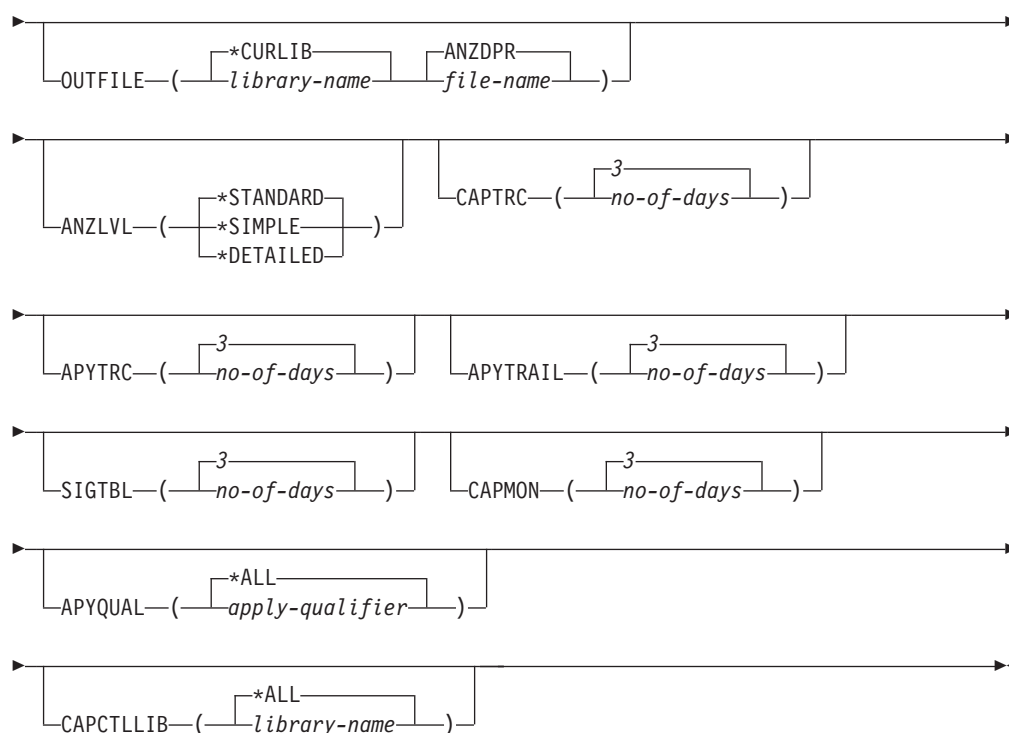 *CURLIB ANZDPR
OUTFILE ( library-name file-name )
*STANDARD 3
ANZLVL ( *SIMPLE ) CAPTRC ( no-of-days )
*DETAILED
3 3
APYTRC ( no-of-days ) APYTRAIL ( no-of-days )
3 3
SIGTBL ( no-of-days ) CAPMON ( no-of-days )
*ALL
APYQUAL ( apply-qualifier )
*ALL
CAPCTLLIB ( library-name )